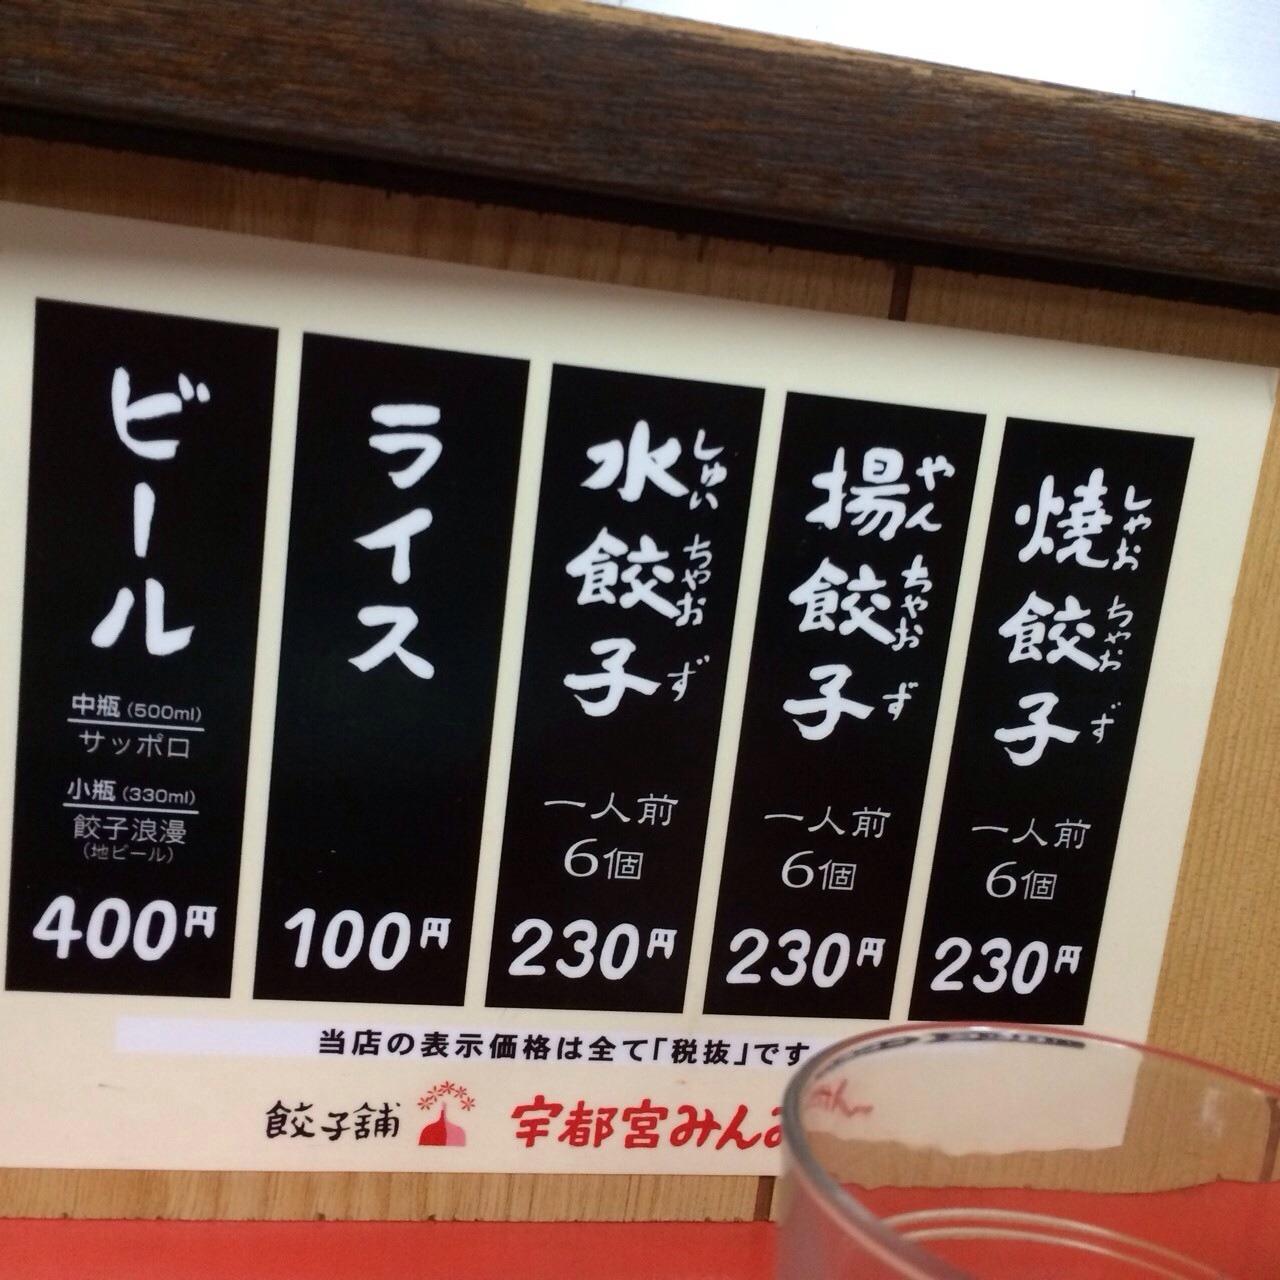 焼餃子
しゃおちゃおず
一人前
6個
230円
揚餃子
やんちゃおず
一人前
6個
230円
水餃子
しゅいちゃおず
一人前
6個
230円
ライス
100円
ビール
中瓶(500ml)
サッポロ
小瓶(330ml)
餃子浪漫
(地ビール)
400円
当店の表示価格は全て「税抜」です
餃子舗 宇都宮みんみん